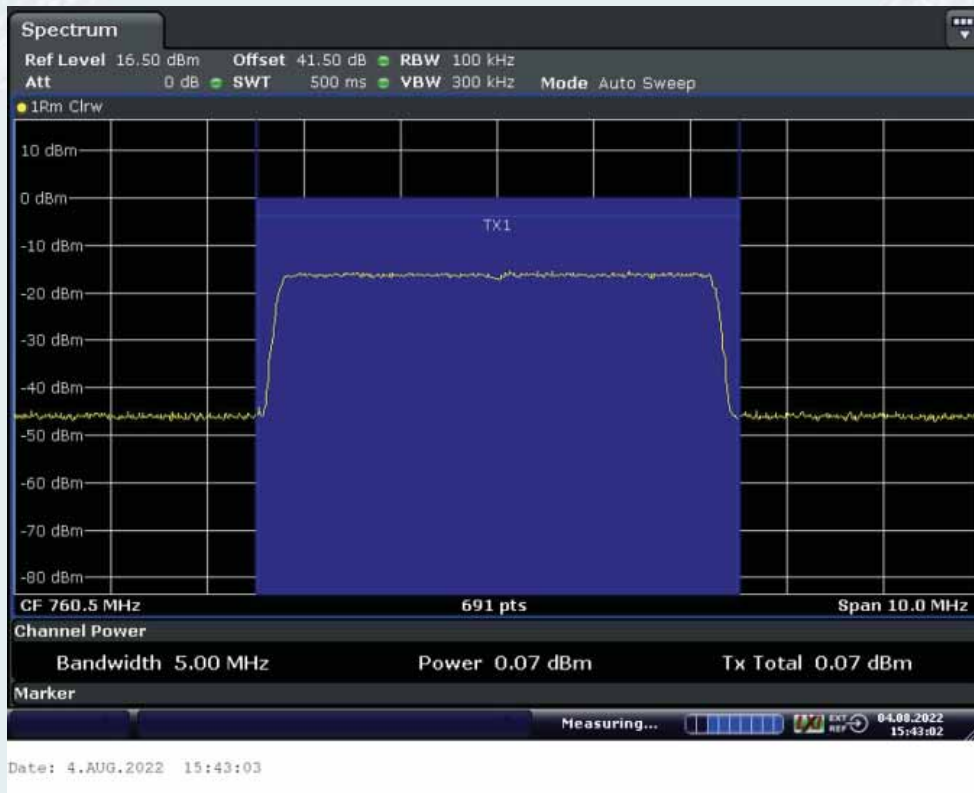 Spectrum
Ref Level 16.50 dBm Offset 41.50 dB RBW 100 kHz
Att 0 dB SWT 500 ms VBW 300 kHz Mode Auto Sweep
1Rm Clrw
10 dBm
0 dBm
TX1
-10 dBm
-20 dBm
-30 dBm
-40 dBm
-50 dBm
-60 dBm
-70 dBm
-80 dBm
CF 760.5 MHz 691 pts Span 10.0 MHz
Channel Power
Bandwidth 5.00 MHz Power 0.07 dBm Tx Total 0.07 dBm
Marker
Measuring... LXI EXT REF 04.08.2022
15:43:02
Date: 4.AUG.2022 15:43:03